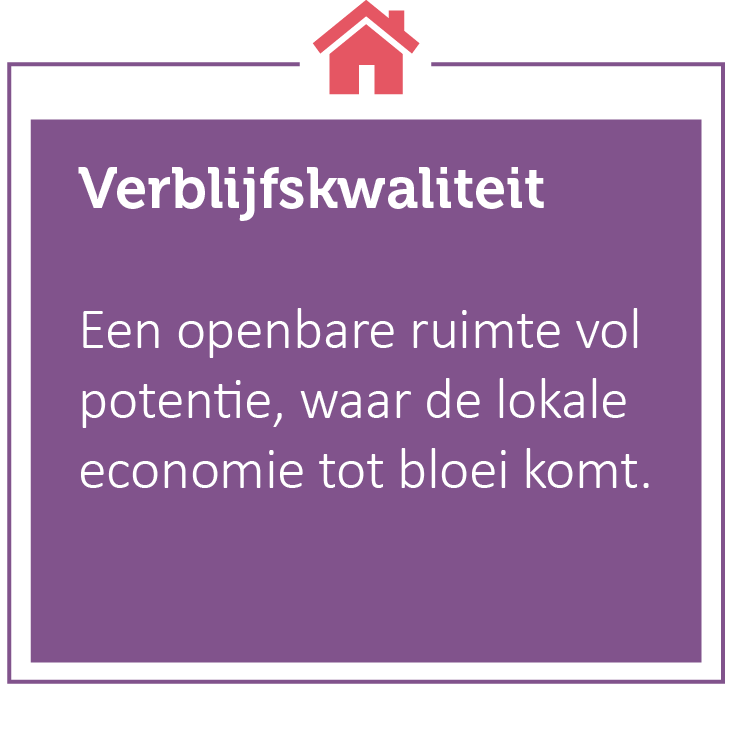 Verblijfskwaliteit
Een openbare ruimte vol
potentie, waar de lokale
economie tot bloei komt.